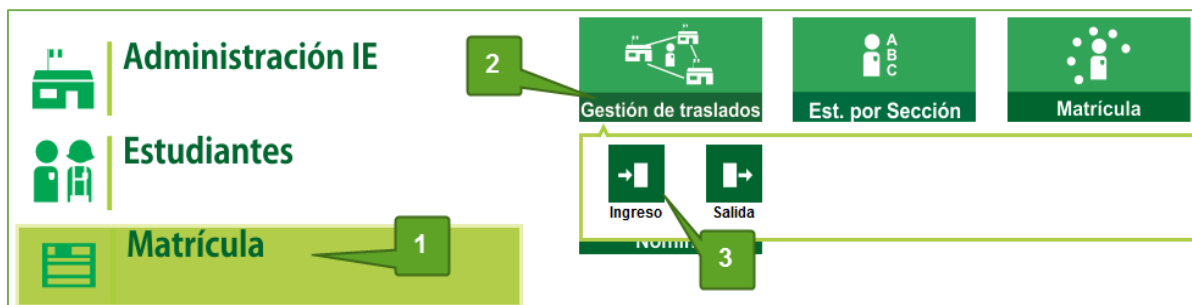 Administración IE
Estudiantes
Matrícula
1
2
Gestión de traslados
A
B
C
Est. por Sección
Matrícula
Ingreso
Salida
3